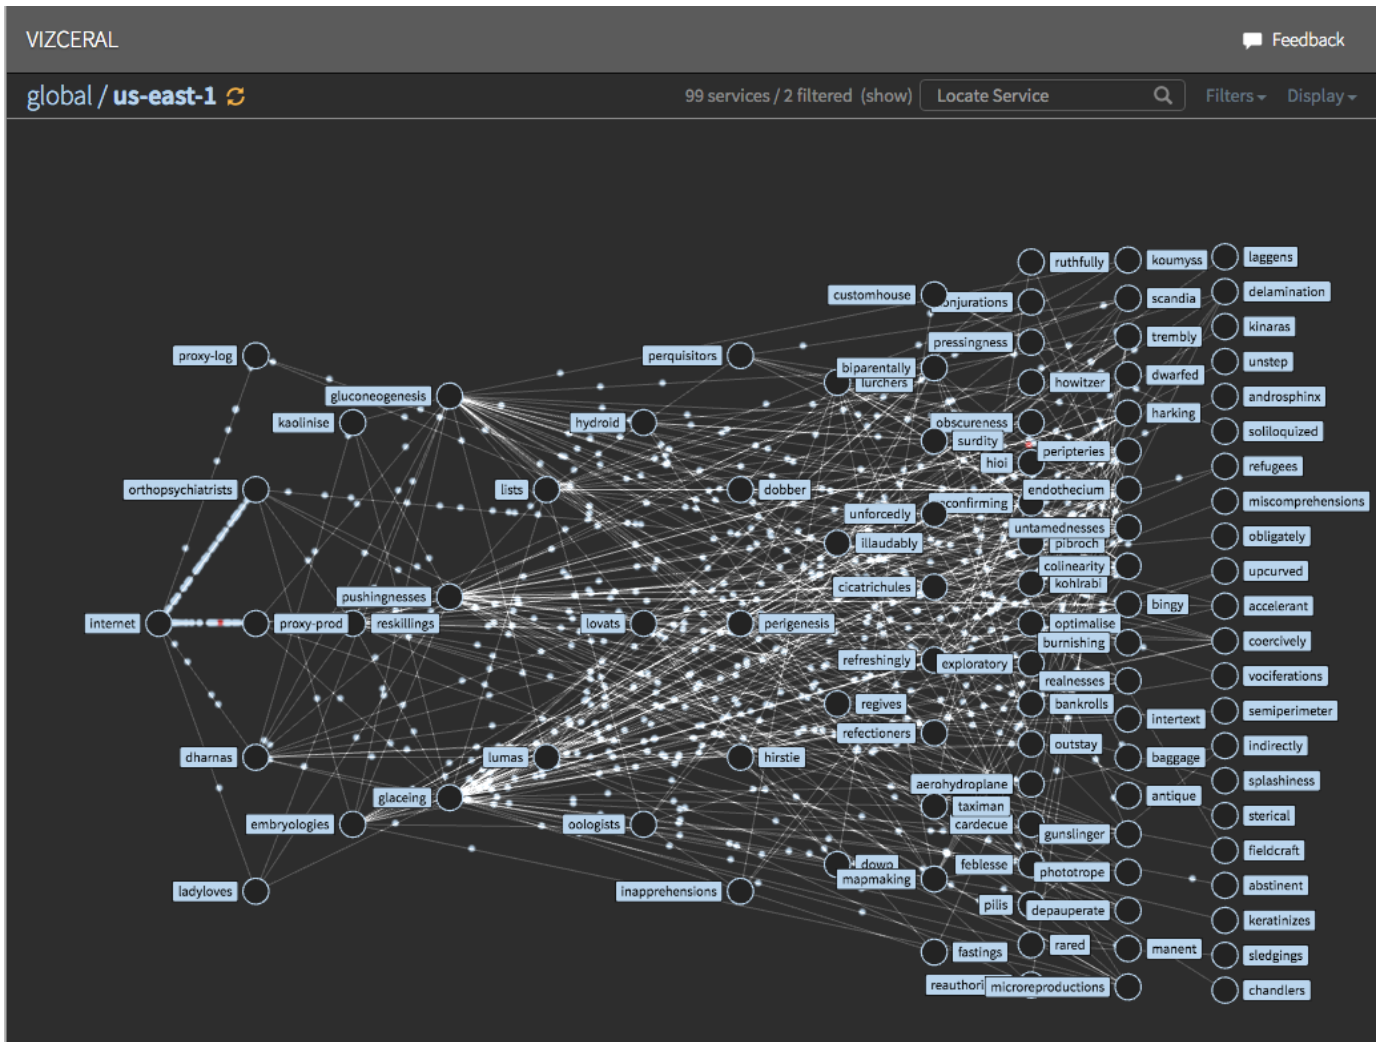 VIZCERAL
Feedback
global / us-east-1
99 services / 2 filtered (show)
Locate Service
Filters
Display
laggens
koumyss
ruthfully
delamination
customhouse
scandia
kinaras
trembly
pressingness
proxy-log
perquisitors
unstep
biparentally
dwarfed
lurchers
howitzer
gluconeogenesis
androsphinx
harking
kaolinise
hydroid
obscureness
soliloquized
surdity
peripteries
hioi
refugees
orthopsychiatrists
lists
dobber
endothecium
miscomprehensions
unforcedly
untamednesses
obligately
illaudably
pibroch
colinearity
upcurved
cicatrichules
kohlrabi
pushingnesses
bingy
accelerant
internet
proxy-prod
reskillings
lovats
perigenesis
optimalise
burnishing
coercively
refreshingly
exploratory
vociferations
realnesses
regives
bankrolls
semiperimeter
intertext
refectioners
outstay
indirectly
dharnas
lumas
hirstie
baggage
splashiness
aerohydroplane
glaceing
antique
taximan
sterical
embryologies
oologists
cardecue
gunslinger
fieldcraft
feblesse
phototrope
mapmaking
abstinent
ladyloves
inapprehensions
pilis
depauperate
keratinizes
rared
manent
fastings
sledgings
microreproductions
chandlers